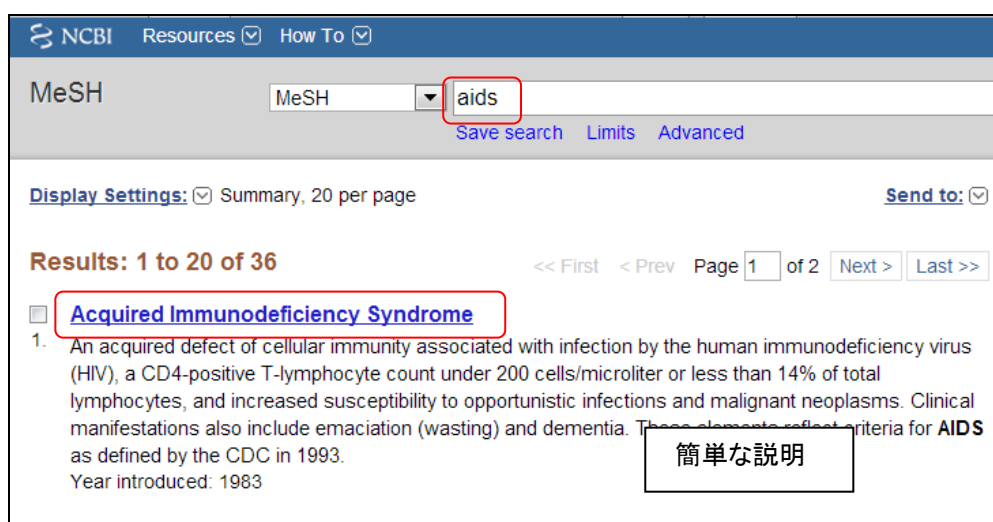 NCBI Resources How To
MeSH MeSH aids
Save search Limits Advanced
Display Settings: Summary, 20 per page Send to:
Results: 1 to 20 of 36 << First < Prev Page 1 of 2 Next > Last >>
Acquired Immunodeficiency Syndrome
1. An acquired defect of cellular immunity associated with infection by the human immunodeficiency virus
(HIV), a CD4-positive T-lymphocyte count under 200 cells/microliter or less than 14% of total
lymphocytes, and increased susceptibility to opportunistic infections and malignant neoplasms. Clinical
manifestations also include emaciation (wasting) and dementia. These elements reflect criteria for AIDS
as defined by the CDC in 1993.
簡単な説明
Year introduced: 1983